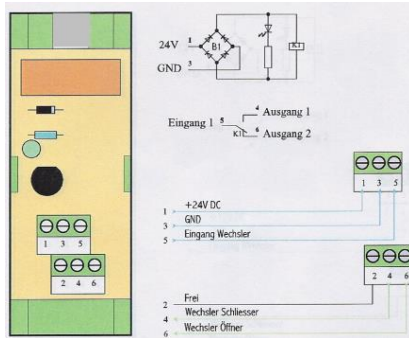 24V 1
B1
K1
GND 3
4 Ausgang 1
Eingang 1 5
K1 6 Ausgang 2
1 3 5
2 4 6
1 3 5
1 +24V DC
3 GND
5 Eingang Wechsler
2 4 6
2 Frei
4 Wechsler Schliesser
6 Wechsler Öffner